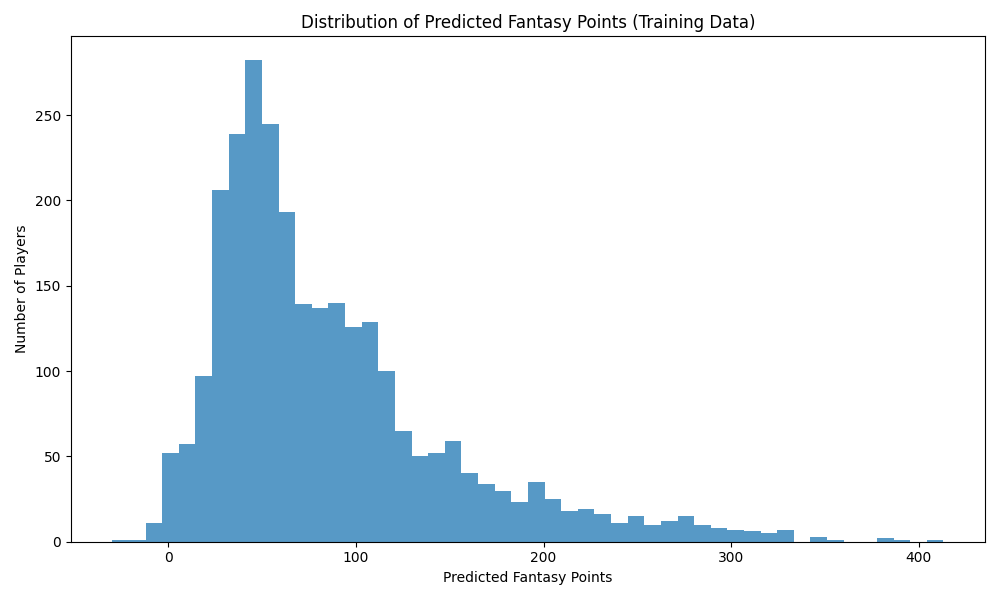 Distribution of Predicted Fantasy Points (Training Data)
Number of Players
250
200
150
100
50
0
0 100 200 300 400
Predicted Fantasy Points